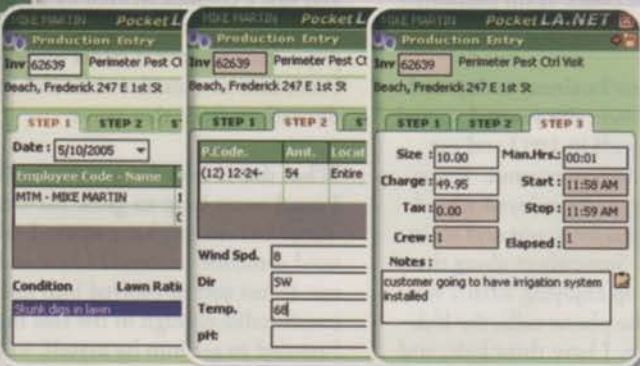 MIKE MARTIN Pocket L
Production Entry
Inv 62639 Perimeter Pest C
Beach, Frederick 247 E 1st St
STEP 1 STEP 2 ST
Date : 5/10/2005
Employee Code - Name
MTM - MIKE MARTIN
Condition Lawn Rati
Skunk digs in lawn
MIKE MARTIN Pocket L
Production Entry
Inv 62639 Perimeter Pest C
Beach, Frederick 247 E 1st St
STEP 1 STEP 2
P.Code. Amt. Locat
(12) 12-24- 54 Entire
Wind Spd. 8
Dir SW
Temp. 68
pH:
MIKE MARTIN Pocket LA.NET
Production Entry
Inv 62639 Perimeter Pest Ctrl Visit
Beach, Frederick 247 E 1st St
STEP 1 STEP 2 STEP 3
Size : 10.00 Man.Hrs.: 00:01
Charge : 49.95 Start : 11:58 AM
Tax : 0.00 Stop : 11:59 AM
Crew : 1 Elapsed : 1
Notes :
customer going to have irrigation system
installed